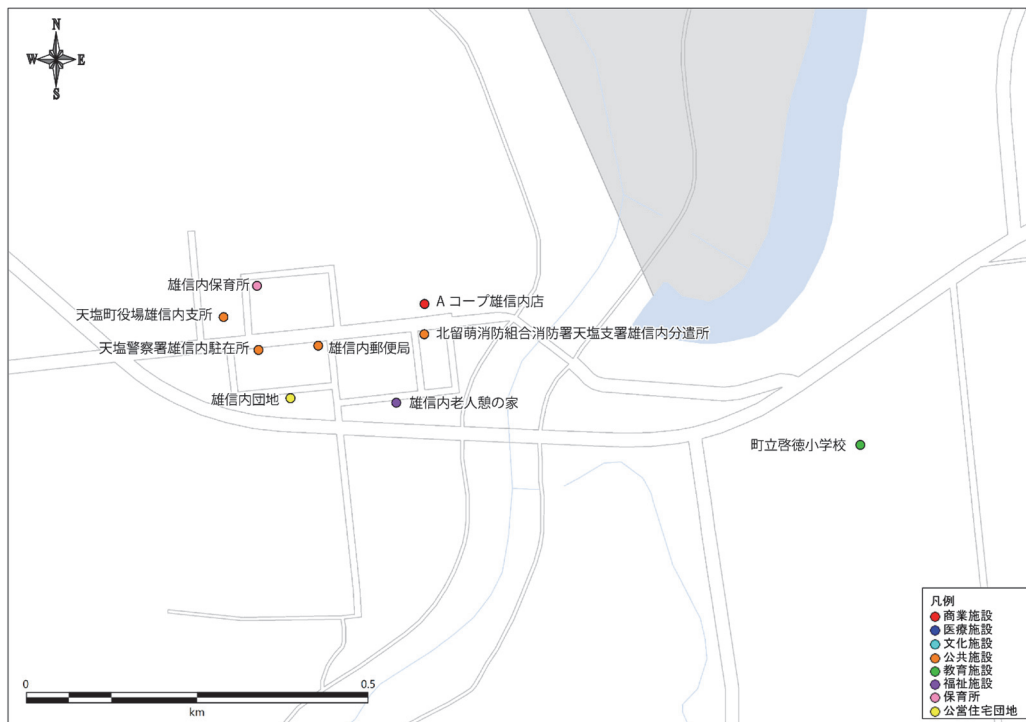 N
W E
S
雄信内保育所
A コープ雄信内店
天塩町役場雄信内支所
北留萌消防組合消防署天塩支署雄信内分遣所
天塩警察署雄信内駐在所
雄信内郵便局
雄信内団地
雄信内老人憩の家
町立啓徳小学校
凡例
商業施設
医療施設
文化施設
公共施設
教育施設
福祉施設
保育所
公営住宅団地
0 0.5
km